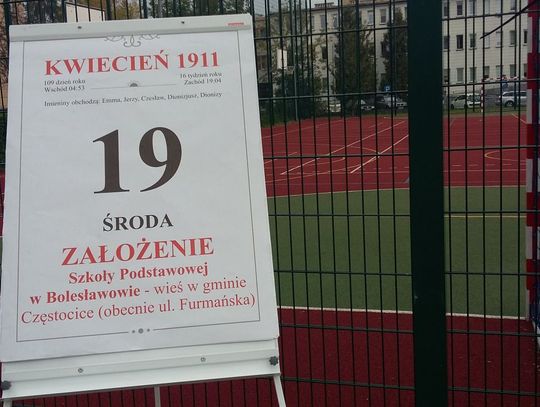 KWIECIEŃ 1911
109 dzień roku 16 tydzień roku
Wschód 04:53 Zachód 19:04
Imieniny obchodzą: Emma, Jerzy, Czesław, Dionizjusz, Dionizy
19
ŚRODA
ZAŁOŻENIE
Szkoły Podstawowej
w Bolesławowie - wieś w gminie
Częstocice (obecnie ul. Furmańska)